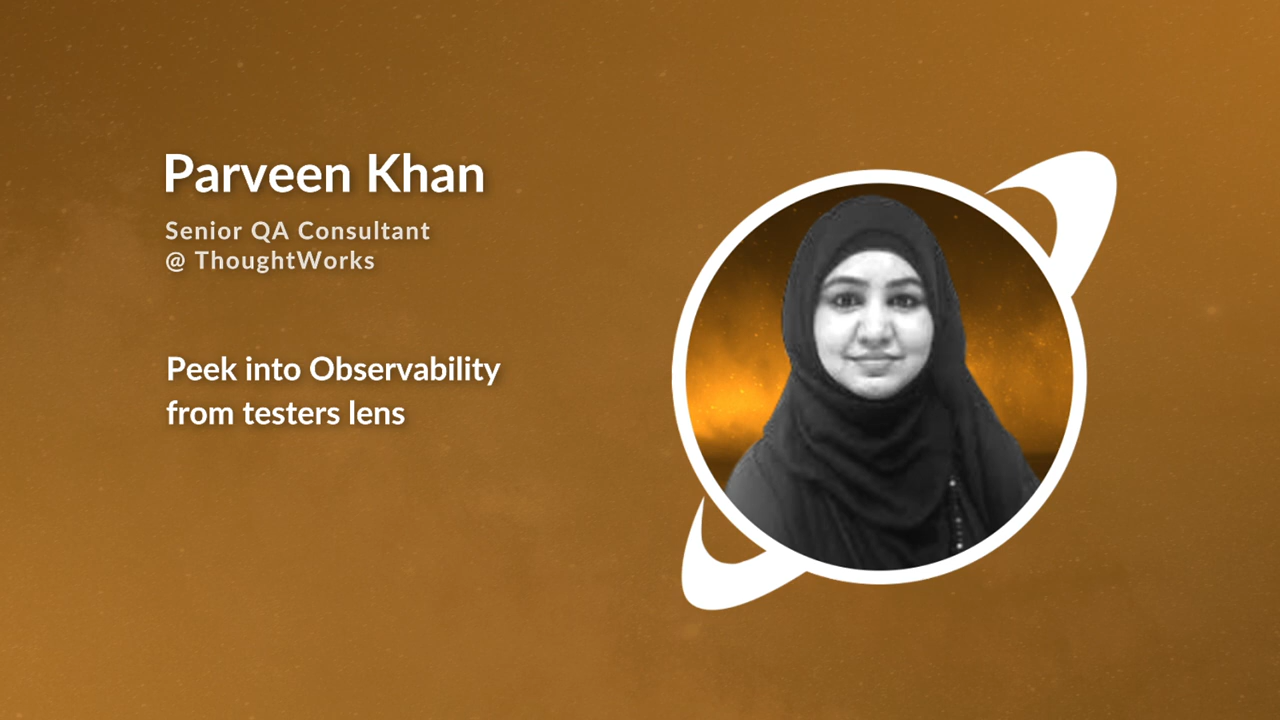 Parveen Khan
Senior QA Consultant
@ ThoughtWorks
Peek into Observability
from testers lens